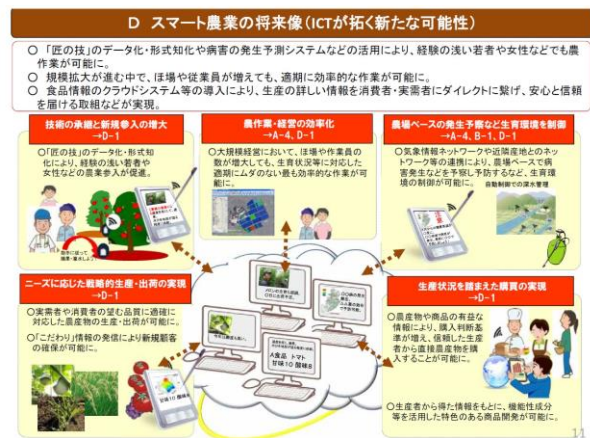 D スマート農業の将来像(ICTが拓く新たな可能性)
○ 「匠の技」のデータ化・形式知化や病害の発生予測システムなどの活用により、経験の浅い若者や女性などでも農
作業が可能に。
○ 規模拡大が進む中で、ほ場や従業員が増えても、適期に効率的な作業が可能に。
○ 食品情報のクラウドシステム等の導入により、生産の詳しい情報を消費者・実需者にダイレクトに繋げ、安心と信頼
を届ける取組などが実現。
技術の承継と新規参入の増大
→D-1
○「匠の技」のデータ化・形式知
化により、経験の浅い若者や
女性などの農業参入が促進。
農作業・経営の効率化
→A-4、D-1
○大規模経営において、ほ場や作業員の
数が増大しても、生育状況等に対応した
適期にムダのない最も効率的な作業が可
能に。
農場ベースの発生予察など生育環境を制御
→A-4、B-1、D-1
○気象情報ネットワークや近隣産地とのネッ
トワーク等の連携により、農場ベースで病
害発生などを予察し予防するなど、生育環
境の制御が可能に。
自動制御での深水管理
ニーズに応じた戦略的生産・出荷の実現
→D-1
○実需者や消費者の望む品質に適確に
対応した農産物の生産・出荷が可能に。
○「こだわり」情報の発信により新規顧客
の確保が可能に。
甘味10 酸味8
A食品 トマト
甘味10 酸味8
生産状況を踏まえた購買の実現
→D-1
○農産物や商品の有益な
情報により、購入判断基
準が増え、信頼した生産
者から直接農産物を購
入することが可能に。
○生産者から得た情報をもとに、機能性成分
等を活用した特色のある商品開発が可能に。
11